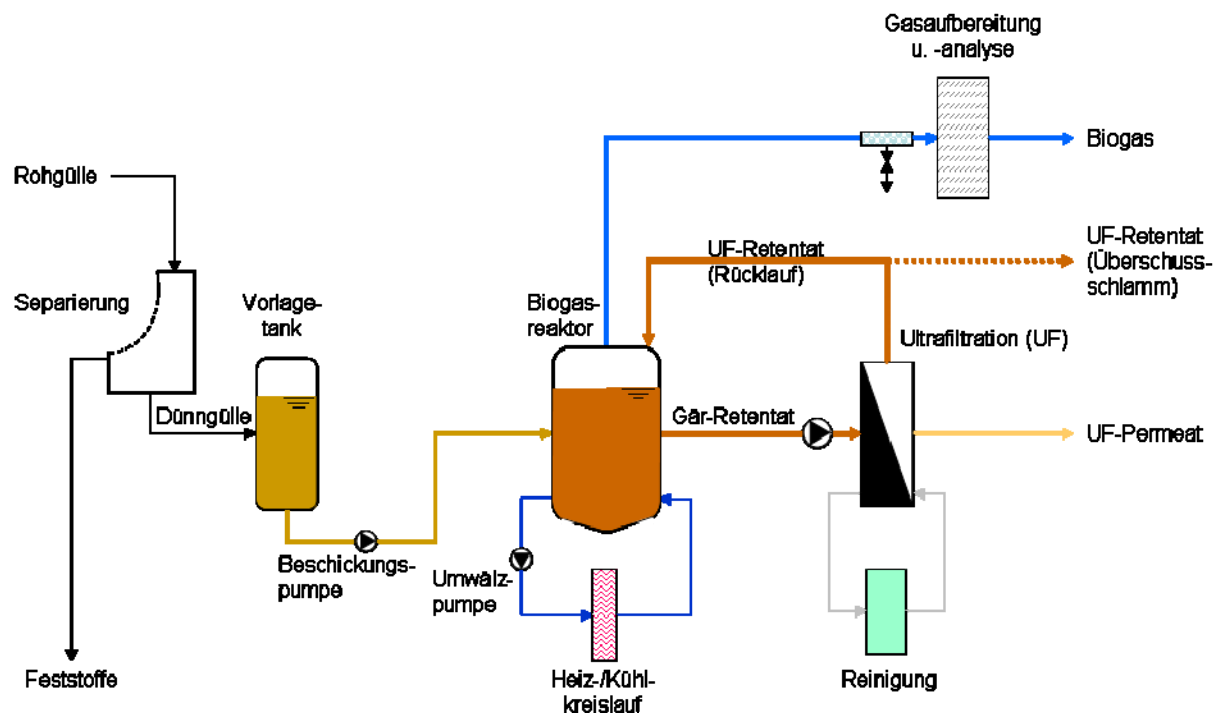 Gasaufbereitung
u. -analyse
Biogas
Rohgülle
UF-Retentat
(Rücklauf)
UF-Retentat
(Überschuss-
schlamm)
Separierung
Vorlage-
tank
Biogas-
reaktor
Ultrafiltration (UF)
Dünngülle
Gär-Retentat
UF-Permeat
Beschickungs-
pumpe
Umwälz-
pumpe
Feststoffe
Heiz-/Kühl-
kreislauf
Reinigung